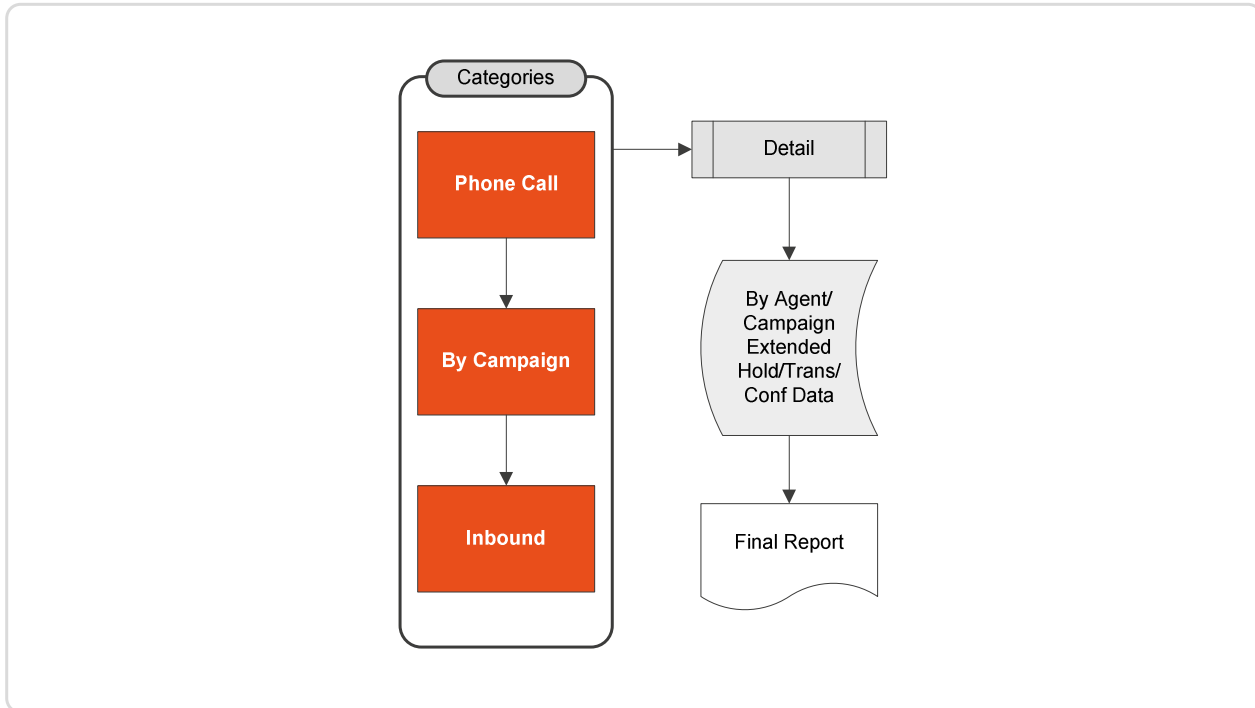 Categories
Phone Call
By Campaign
Inbound
Detail
By Agent/
Campaign
Extended
Hold/Trans/
Conf Data
Final Report